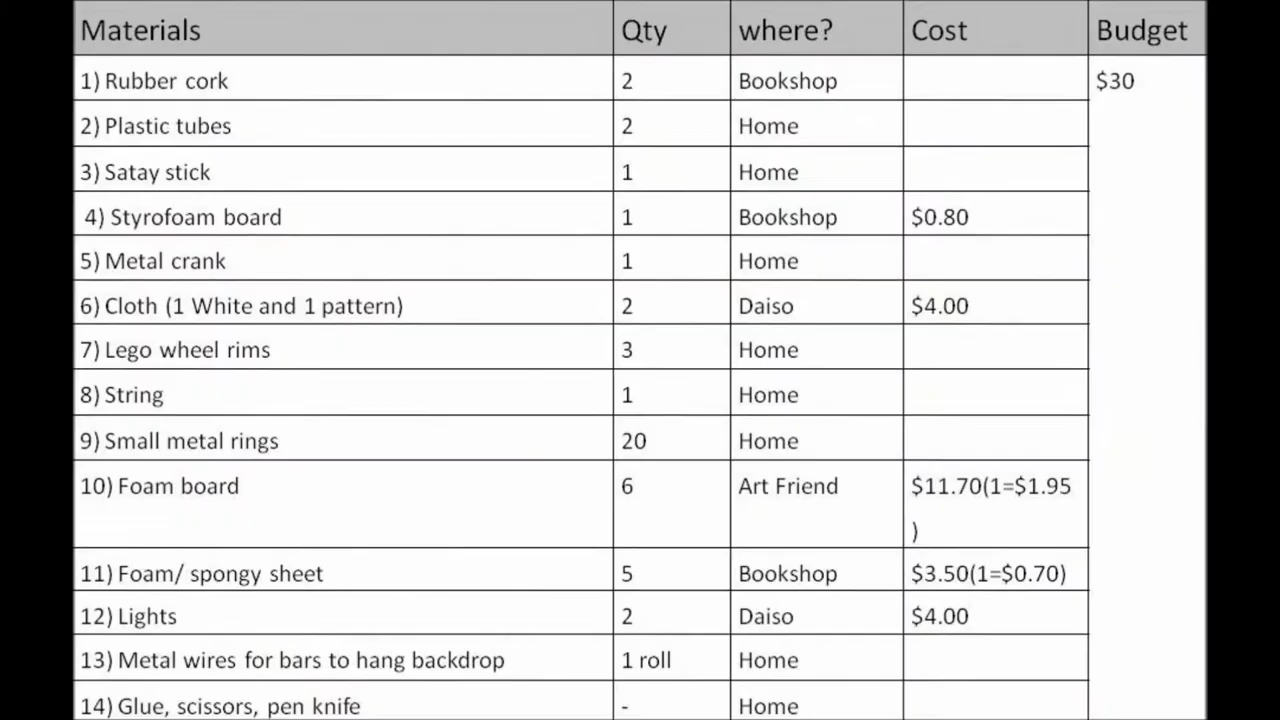 Materials Qty where? Cost Budget
1) Rubber cork 2 Bookshop $30
2) Plastic tubes 2 Home
3) Satay stick 1 Home
4) Styrofoam board 1 Bookshop $0.80
5) Metal crank 1 Home
6) Cloth (1 White and 1 pattern) 2 Daiso $4.00
7) Lego wheel rims 3 Home
8) String 1 Home
9) Small metal rings 20 Home
10) Foam board 6 Art Friend $11.70(1=$1.95
)
11) Foam/ spongy sheet 5 Bookshop $3.50(1=$0.70)
12) Lights 2 Daiso $4.00
13) Metal wires for bars to hang backdrop 1 roll Home
14) Glue, scissors, pen knife - Home